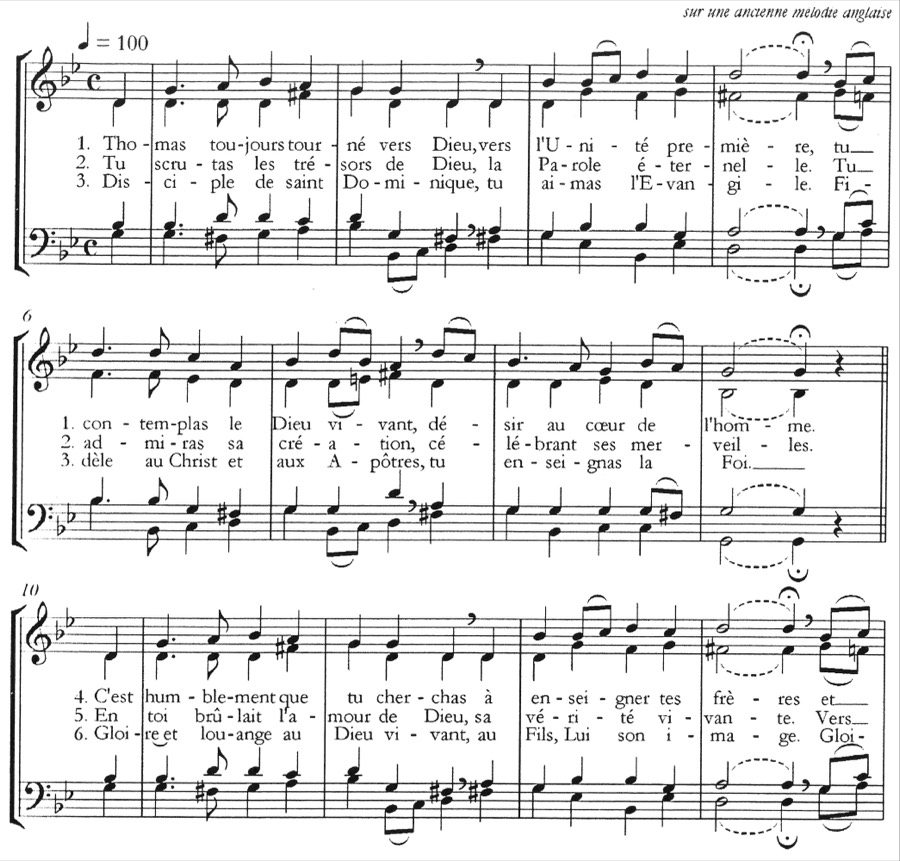 sur une ancienne mélodie anglaise
= 100
1. Tho - mas tou-jours tour - né vers Dieu, vers l'U - ni - té pre - miè - re, tu
2. Tu scru - tas les tré - sors de Dieu, la Pa - role é - ter - nel - le. Tu
3. Dis - ci - ple de saint Do - mi - nique, tu ai - mas l'E - van - gi - le. Fi -
6
1. con - tem-plas le Dieu vi - vant, dé - sir au cœur de l'hom - me.
2. ad - mi - ras sa cré - a - tion, cé - lé - brant ses mer - veil - les.
3. dèle au Christ et aux A - pôtres, tu en - sei - gnas la Foi.
10
4. C'est hum - ble-ment que tu cher - chas à en - sei - gner tes frè - res et
5. En toi brû - lait l'a - mour de Dieu, sa vé - ri - té vi - van - te. Vers
6. Gloi - re et lou - ange au Dieu vi - vant, au Fils, Lui son i - ma - ge. Gloi -